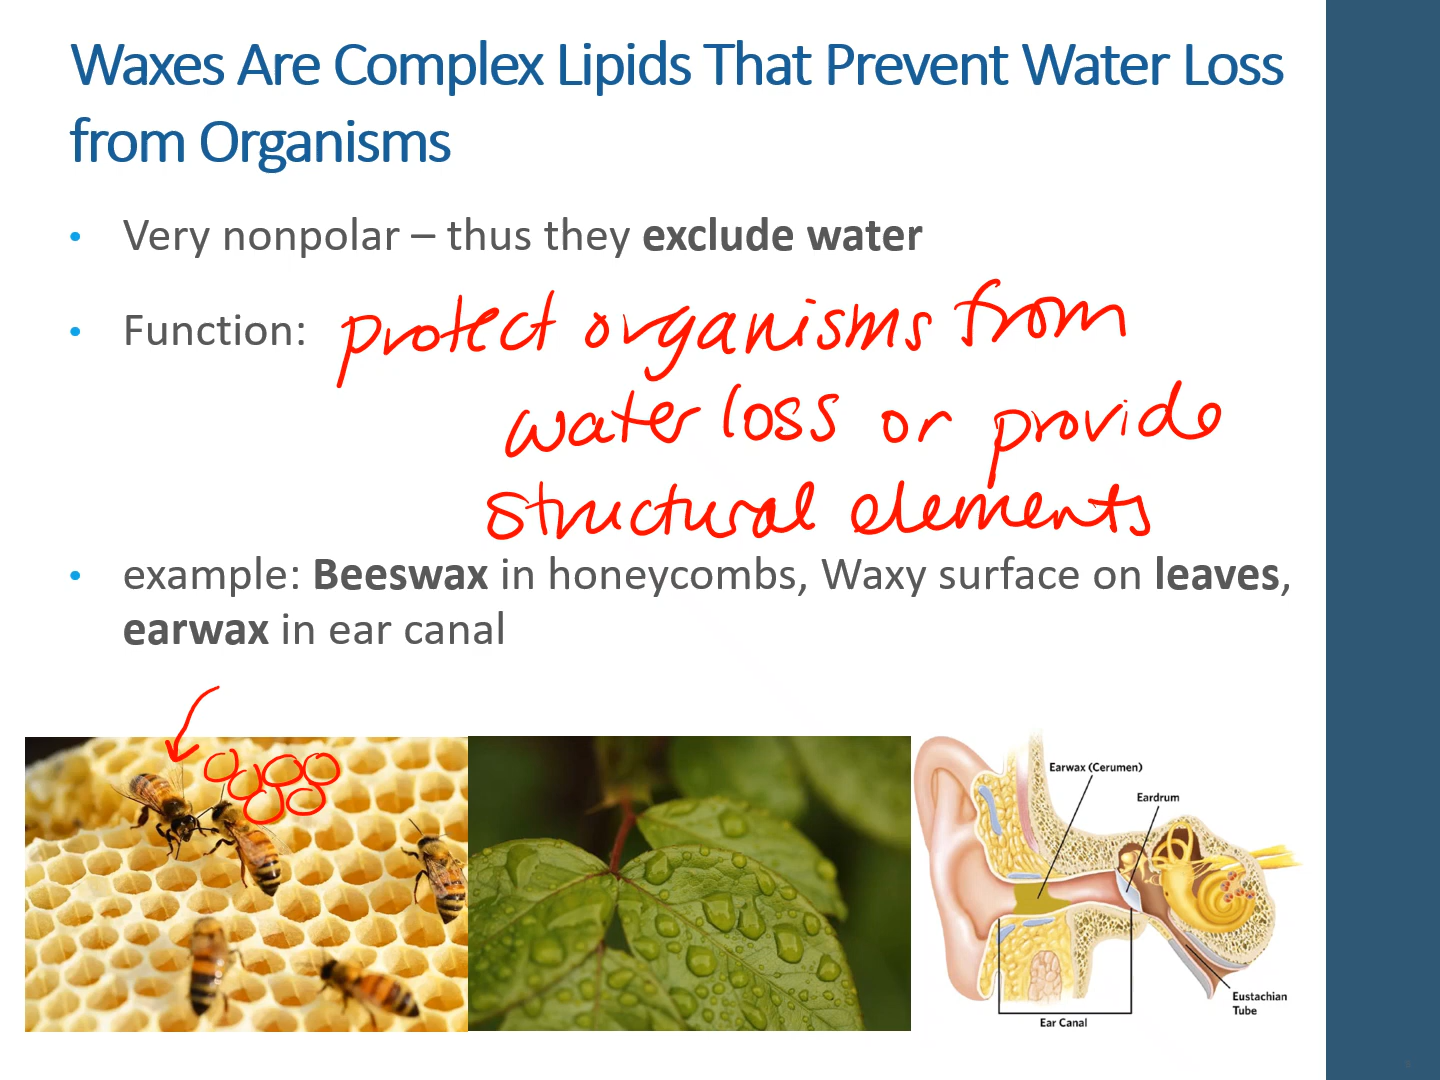 Waxes Are Complex Lipids That Prevent Water Loss
from Organisms
• Very nonpolar – thus they exclude water
• Function: protect organisms from
water loss or provide
structural elements
• example: Beeswax in honeycombs, Waxy surface on leaves,
earwax in ear canal
Earwax (Cerumen)
Eardrum
Eustachian
Tube
Ear Canal